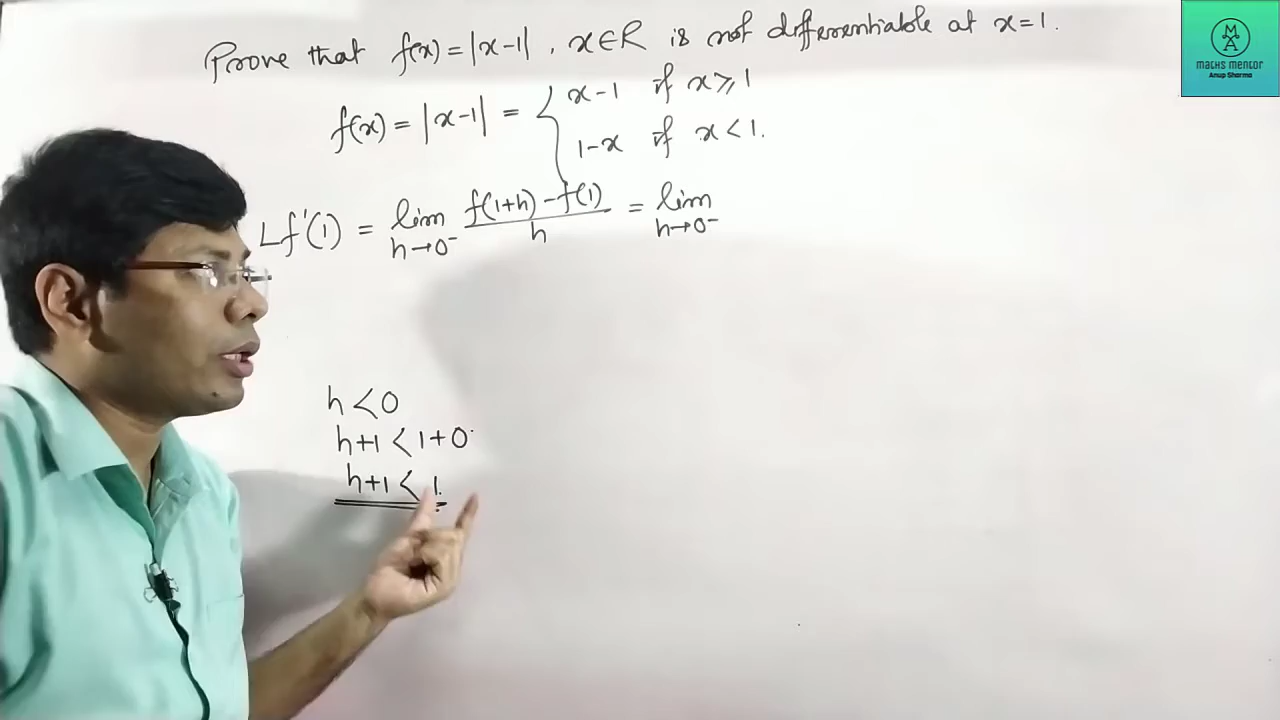 Prove that f(x) = |x-1|, x∈R is not differentiable at x=1.
f(x) = |x-1| = { x-1 if x⩾1
1-x if x<1.
Lf'(1) = lim h→0⁻ f(1+h)-f(1) / h = lim h→0⁻
h<0
h+1<1+0
h+1<1.
MA
maths mentor
Anup Sharma